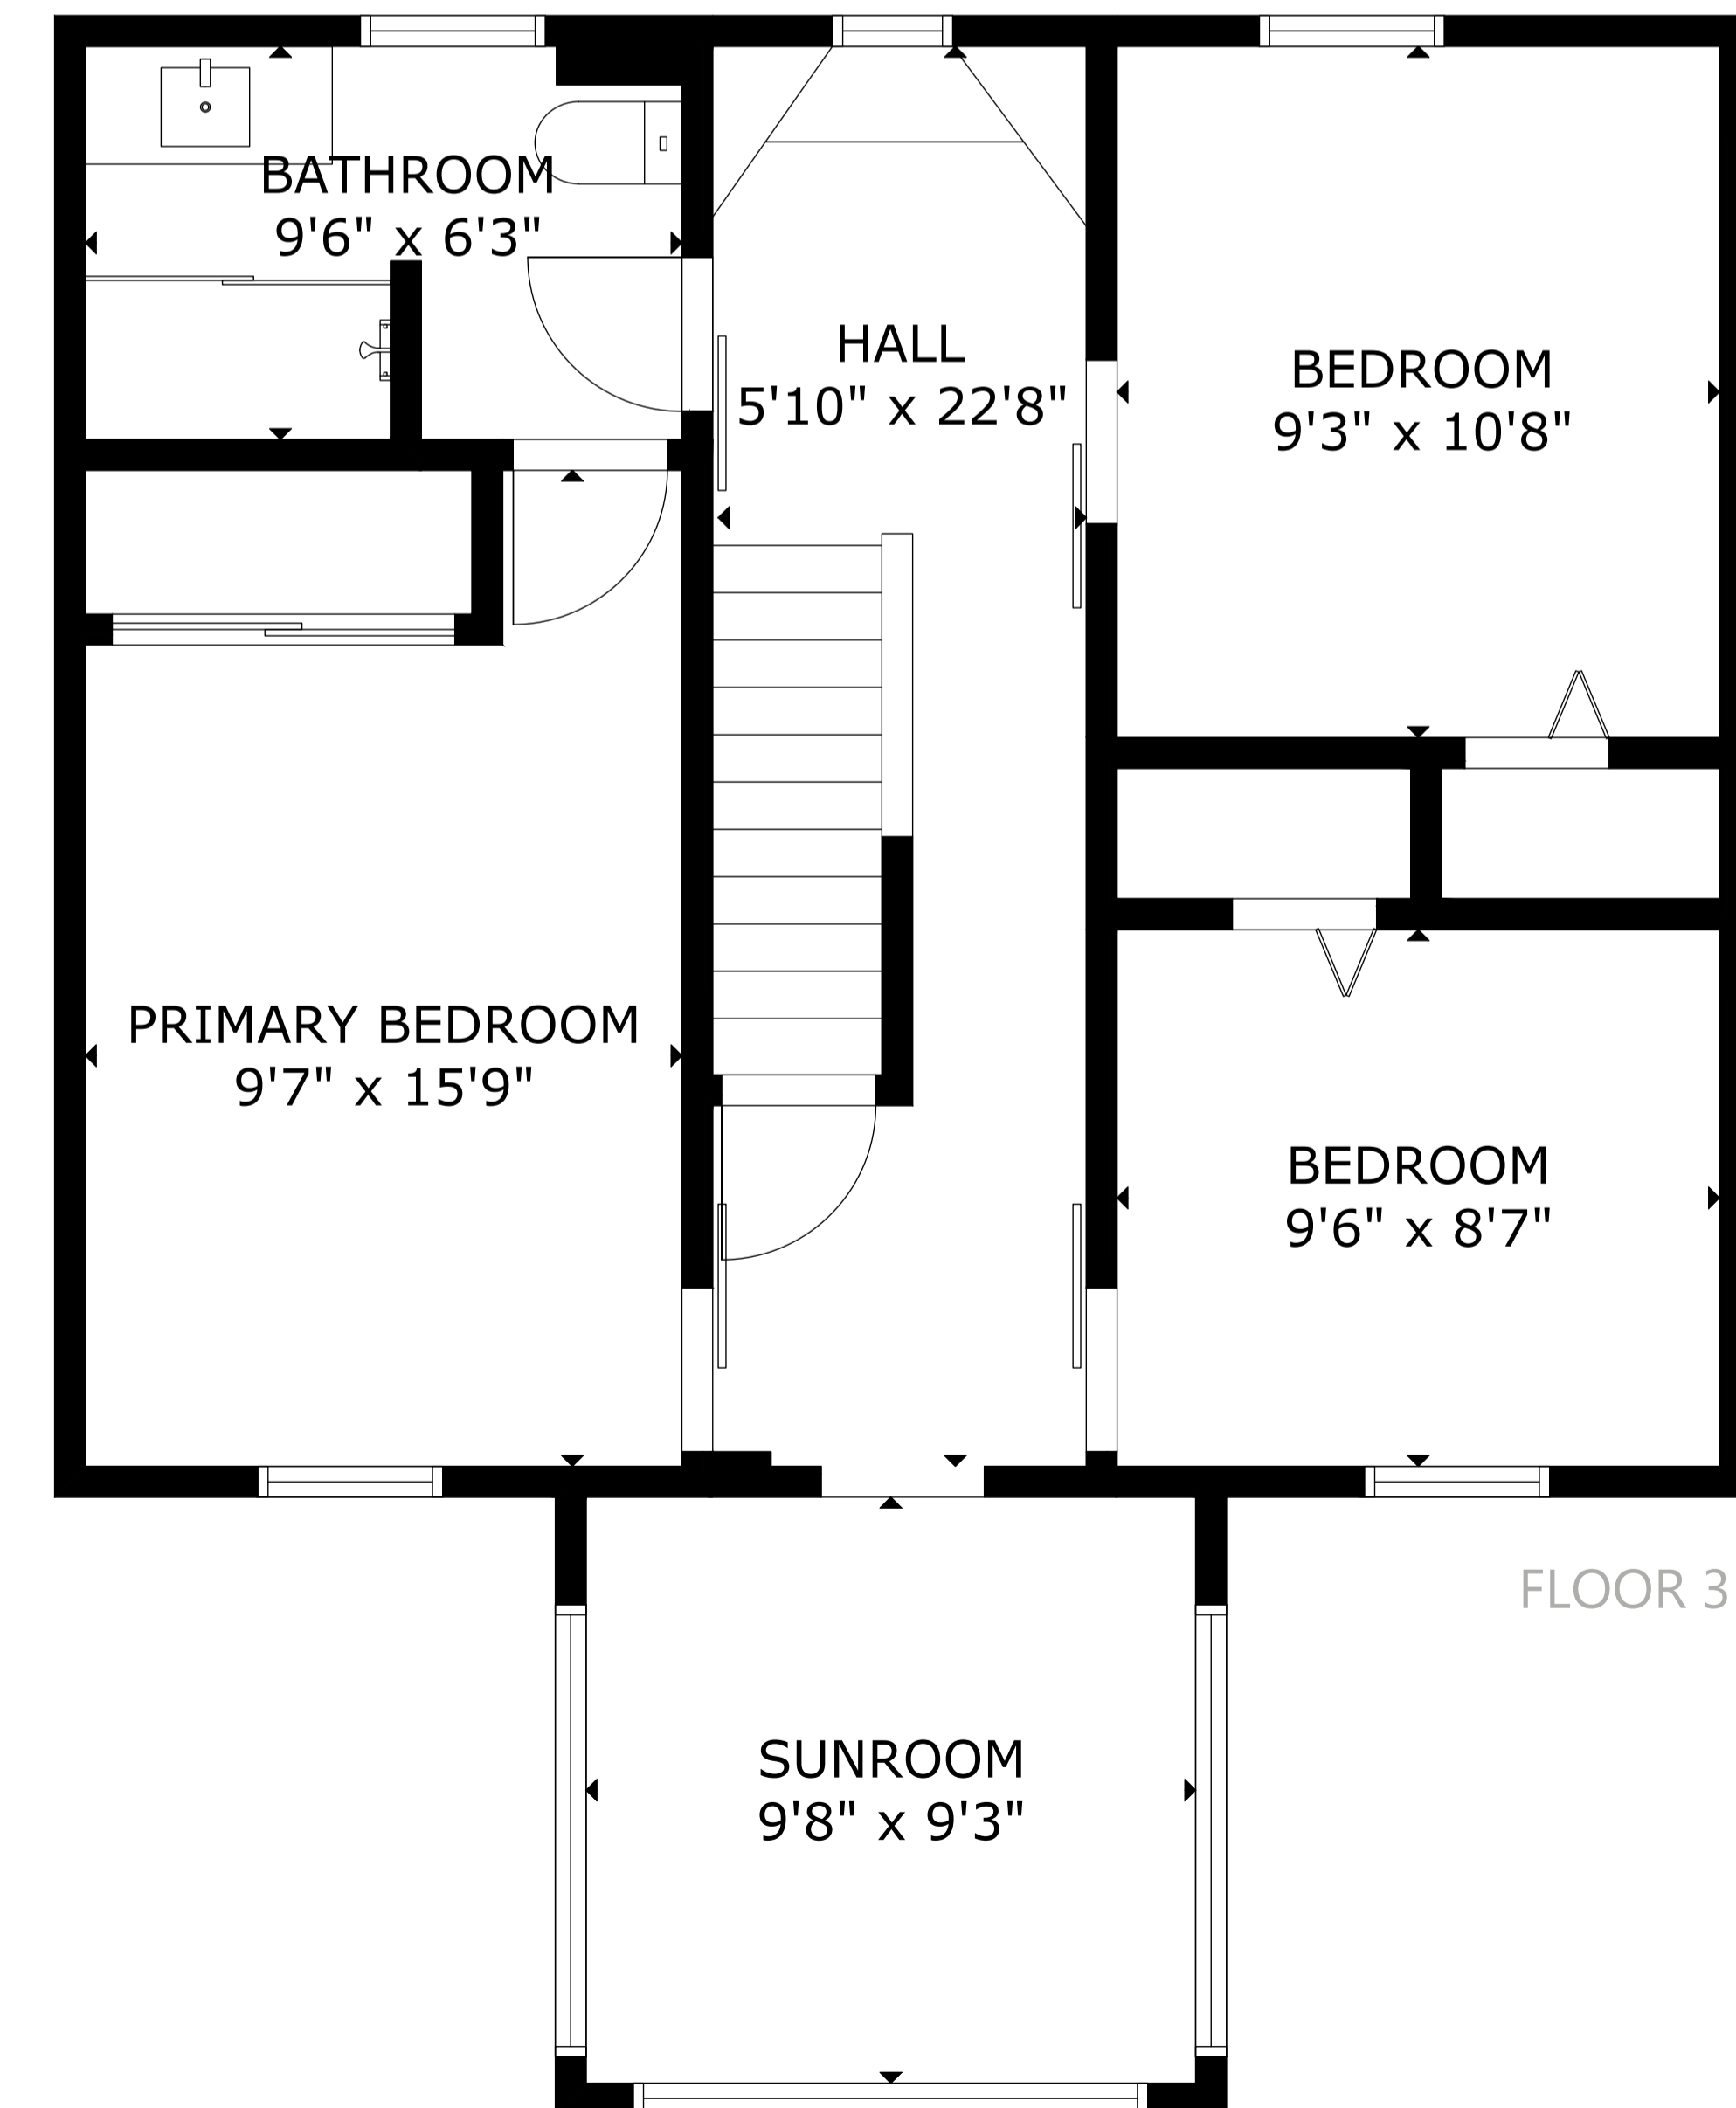 BATHROOM
9'6" x 6'3"
HALL
5'10" x 22'8"
BEDROOM
9'3" x 10'8"
PRIMARY BEDROOM
9'7" x 15'9"
BEDROOM
9'6" x 8'7"
FLOOR 3
SUNROOM
9'8" x 9'3"